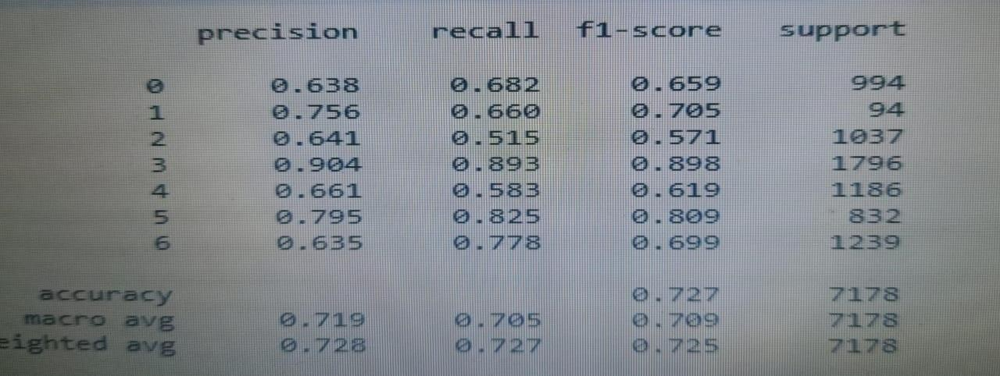 precision recall f1-score support
0 0.638 0.682 0.659 994
1 0.756 0.660 0.705 94
2 0.641 0.515 0.571 1037
3 0.904 0.893 0.898 1796
4 0.661 0.583 0.619 1186
5 0.795 0.825 0.809 832
6 0.635 0.778 0.699 1239
accuracy 0.727 7178
macro avg 0.719 0.705 0.709 7178
eighted avg 0.728 0.727 0.725 7178